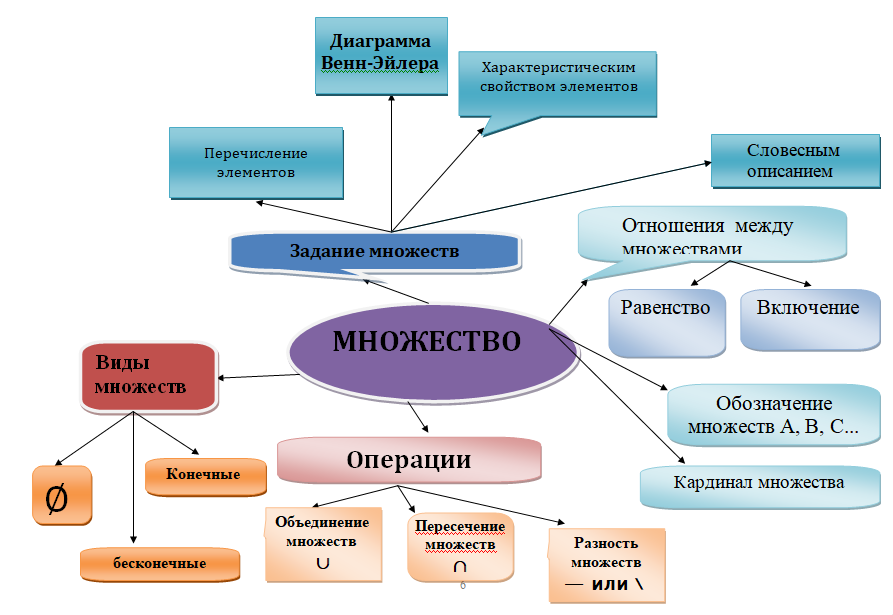 Диаграмма
Венн-Эйлера
Характеристическим
свойством элементов
Перечисление
элементов
Словесным
описанием
Задание множеств
Отношения между
множествами
Равенство
Включение
МНОЖЕСТВО
Виды
множеств
Обозначение
множеств А, В, С...
Операции
Конечные
∅
Кардинал множества
Объединение
множеств
∪
Пересечение
множеств
∩
6
Разность
множеств
— или \
бесконечные